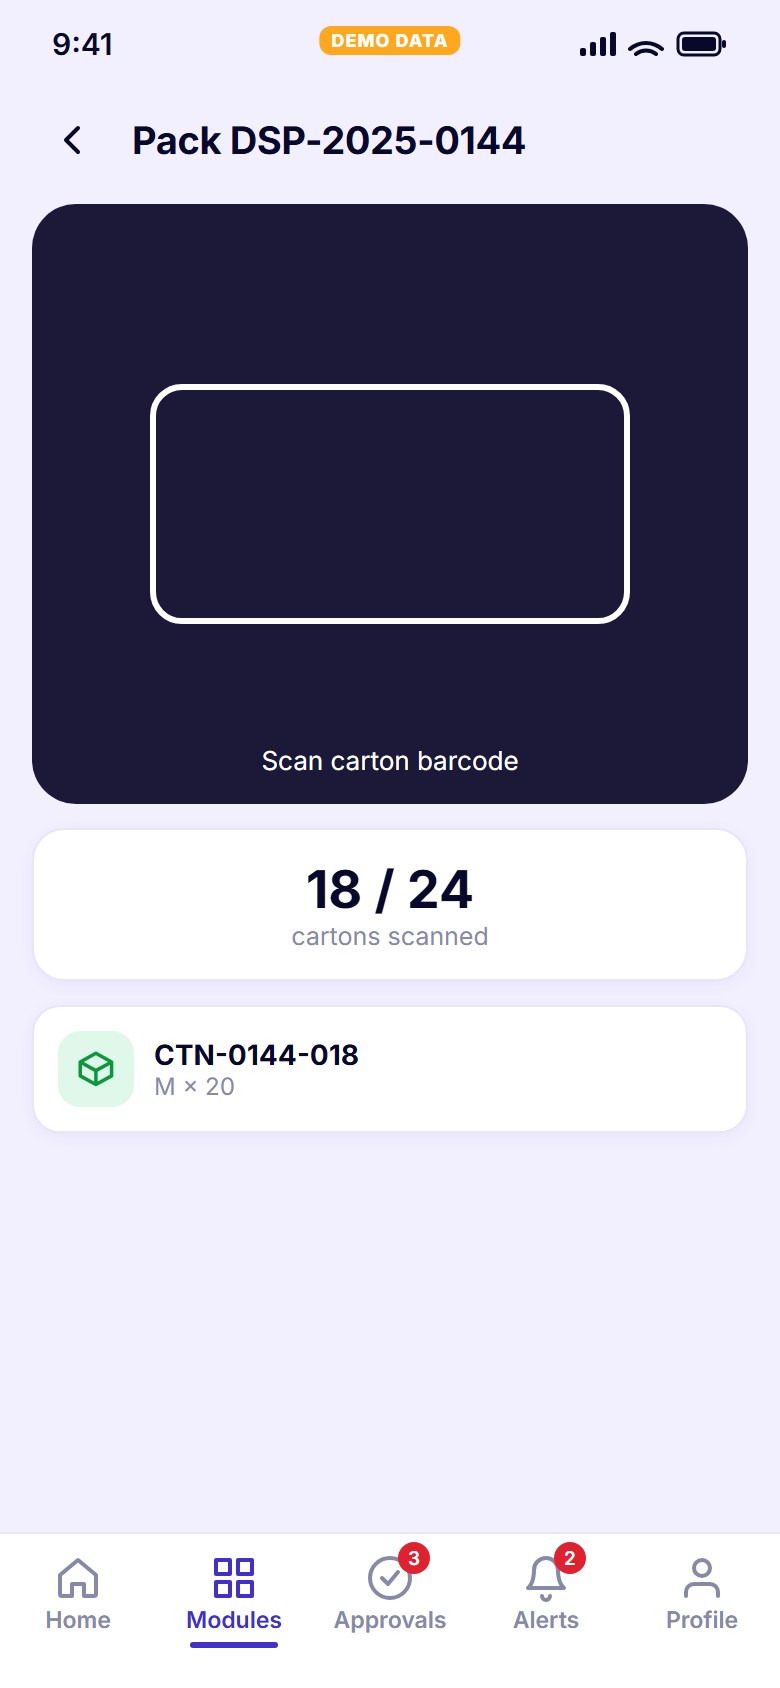 9:41
DEMO DATA
Pack DSP-2025-0144
Scan carton barcode
18 / 24
cartons scanned
CTN-0144-018
M × 20
3
2
Home
Modules
Approvals
Alerts
Profile